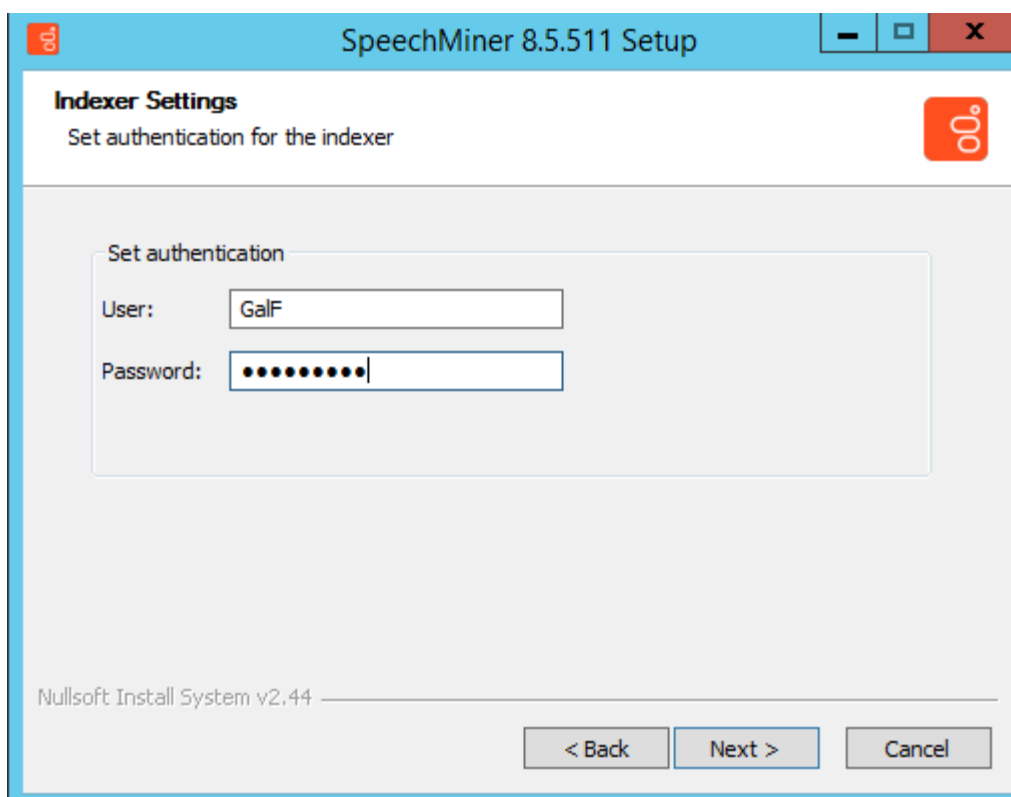 SpeechMiner 8.5.511 Setup
Indexer Settings
Set authentication for the indexer
Set authentication
User: GalF
Password: ●●●●●●●●●
Nullsoft Install System v2.44
< Back Next > Cancel